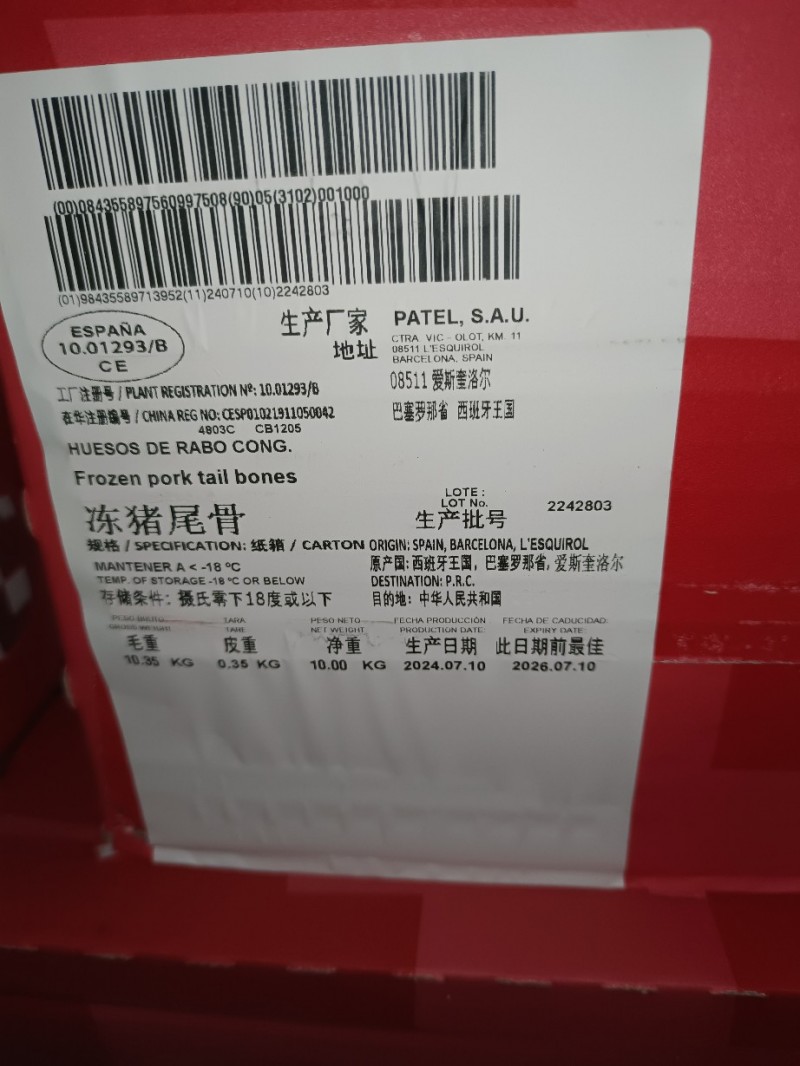 (00)084355897560997508(90)05(3102)001000
(01)98435589713952(11)240710(10)2242803
ESPAÑA
10.01293/B
CE
生产厂家 PATEL, S.A.U.
地址 CTRA. VIC - OLOT, KM. 11
08511 L'ESQUIROL
BARCELONA, SPAIN
08511 爱斯奎洛尔
巴塞罗那省 西班牙王国
工厂注册号 / PLANT REGISTRATION Nº: 10.01293/B
在华注册编号 / CHINA REG NO: CESP01021911050042
4803C CB1205
HUESOS DE RABO CONG.
Frozen pork tail bones
冻猪尾骨
LOTE :
LOT No.
生产批号 2242803
规格 / SPECIFICATION: 纸箱 / CARTON
ORIGIN: SPAIN, BARCELONA, L'ESQUIROL
原产国: 西班牙王国, 巴塞罗那省, 爱斯奎洛尔
MANTENER A < -18 ºC
TEMP. OF STORAGE -18 ºC OR BELOW
存储条件: 摄氏零下18度或以下
DESTINATION: P.R.C.
目的地: 中华人民共和国
PESO BRUTO TARA PESO NETO FECHA PRODUCCIÓN FECHA DE CADUCIDAD:
GROSS WEIGHT TARE NET WEIGHT PRODUCTION DATE: EXPIRY DATE:
毛重 皮重 净重 生产日期 此日期前最佳
10.35 KG 0.35 KG 10.00 KG 2024.07.10 2026.07.10